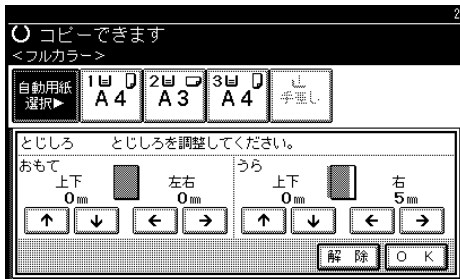 2
コピーできます
<フルカラー>
自動用紙選択▶ 1 A4 2 A3 3 A4 手差し
とじしろ とじしろを調整してください。
おもて うら
上下 左右 上下 右
0mm 0mm 0mm 5mm
↑ ↓ ← → ↑ ↓ ← →
解除 OK